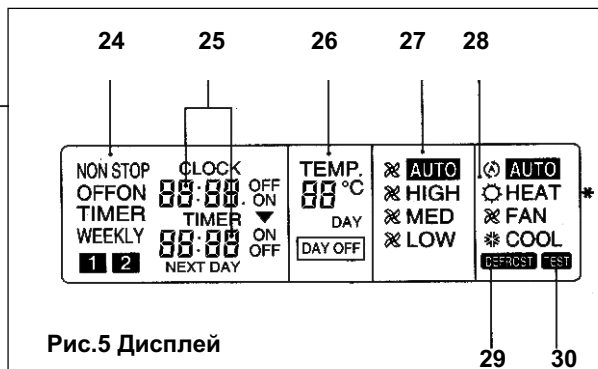 24 25 26 27 28
NON STOP
OFFON
TIMER
WEEKLY
1 2
CLOCK
88:88. OFF ON
TIMER ▼
88:88 ON OFF
NEXT DAY
TEMP.
88 °C
DAY
DAY OFF
AUTO
HIGH
MED
LOW
AUTO
HEAT *
FAN
COOL
DEFROST TEST
Рис.5 Дисплей
29 30